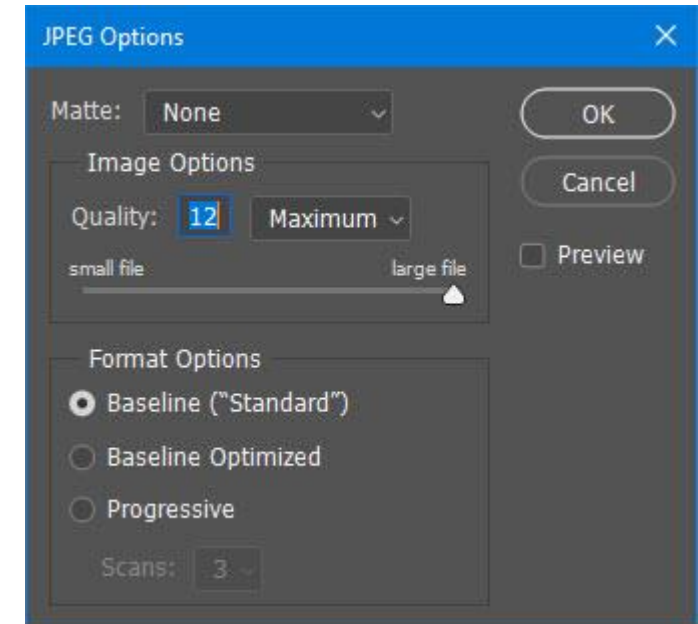 JPEG Options
Matte: None
OK
Image Options
Cancel
Quality: 12 Maximum
Preview
small file large file
Format Options
Baseline (“Standard”)
Baseline Optimized
Progressive
Scans: 3